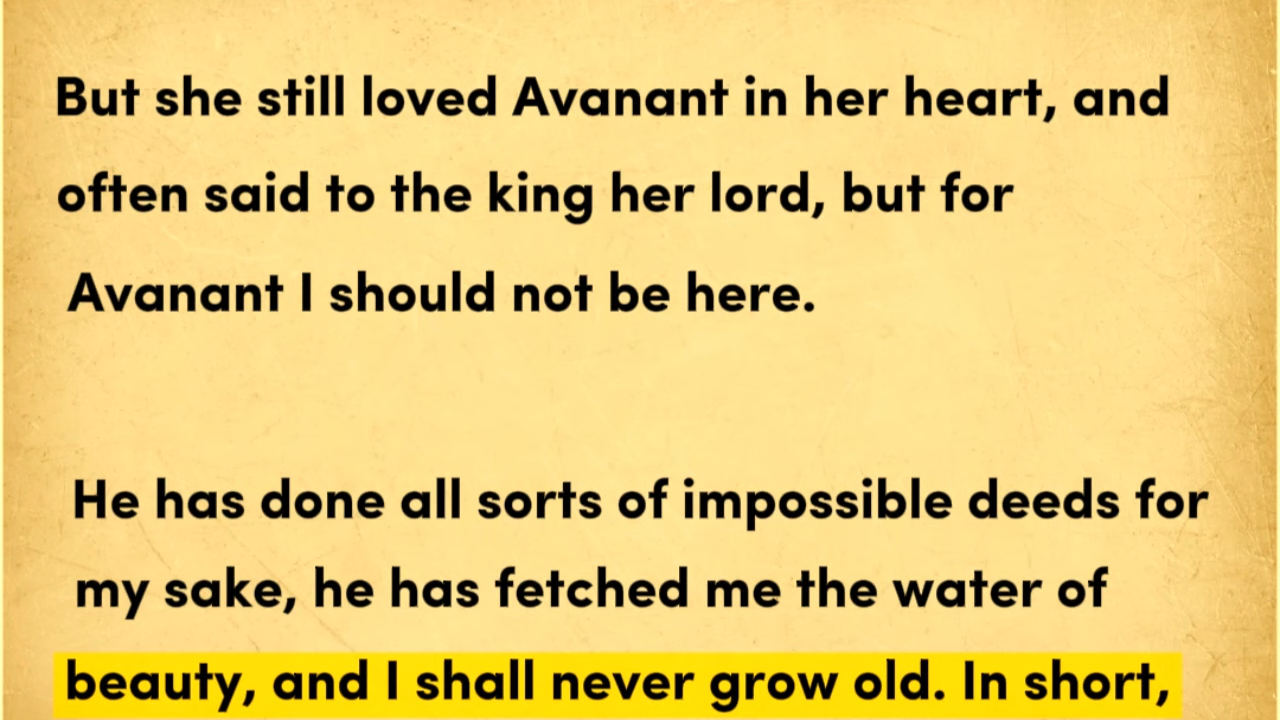 But she still loved Avanant in her heart, and
often said to the king her lord, but for
Avanant I should not be here.
He has done all sorts of impossible deeds for
my sake, he has fetched me the water of
beauty, and I shall never grow old. In short,